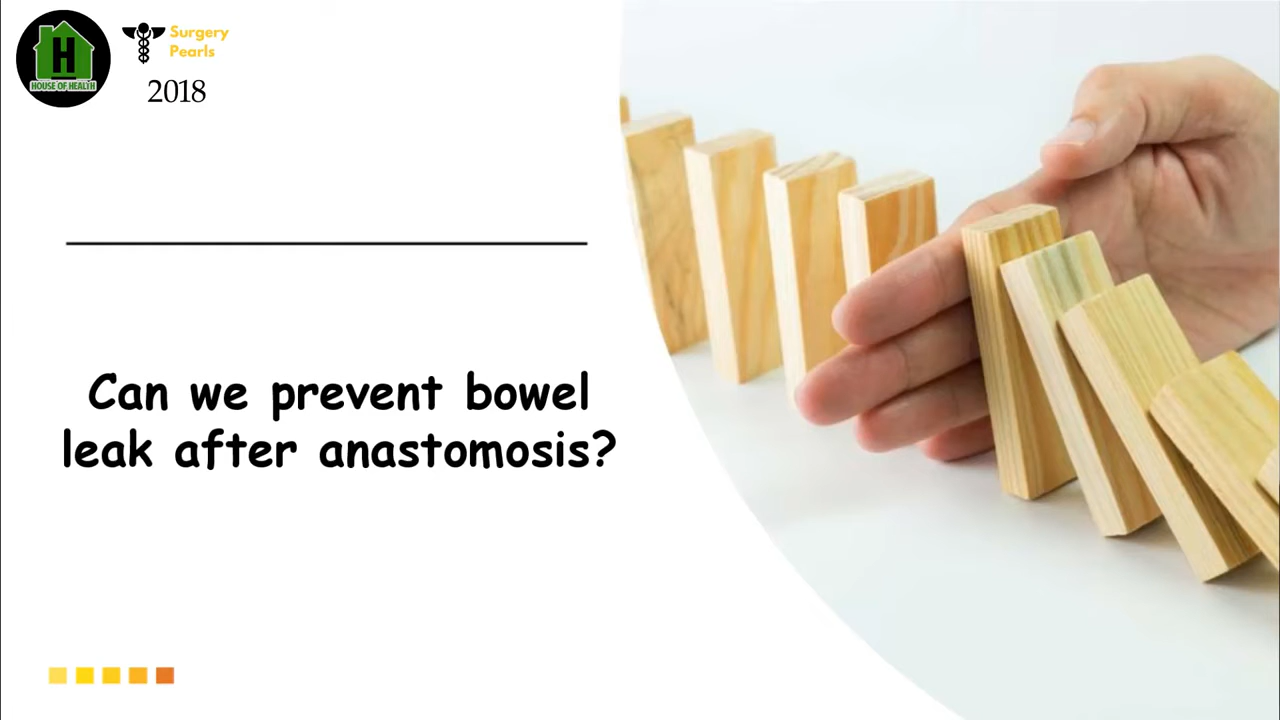 H
HOUSE OF HEALTH
Surgery
Pearls
2018
Can we prevent bowel
leak after anastomosis?